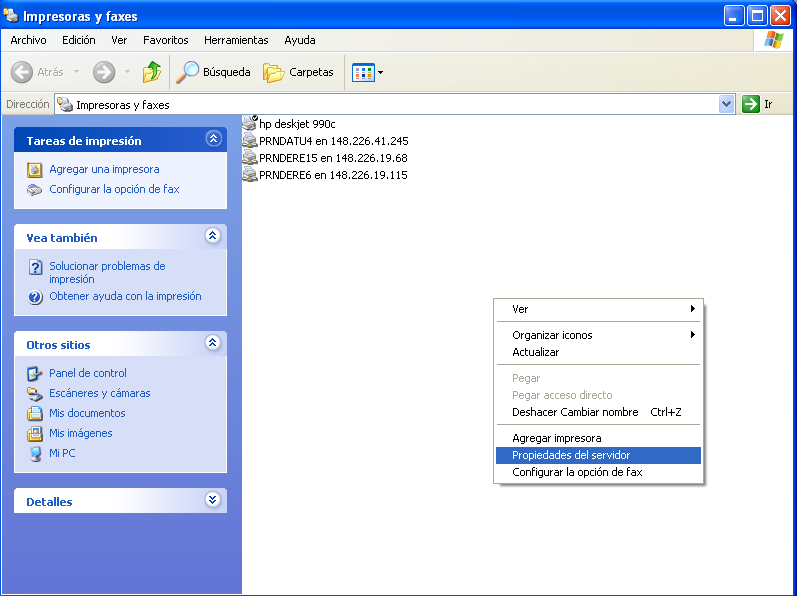 Impresoras y faxes
Archivo Edición Ver Favoritos Herramientas Ayuda
Atrás Búsqueda Carpetas
Dirección Impresoras y faxes Ir
Tareas de impresión
Agregar una impresora
Configurar la opción de fax
Vea también
Solucionar problemas de
impresión
Obtener ayuda con la impresión
Otros sitios
Panel de control
Escáneres y cámaras
Mis documentos
Mis imágenes
Mi PC
Detalles
hp deskjet 990c
PRNDATU4 en 148.226.41.245
PRNDERE15 en 148.226.19.68
PRNDERE6 en 148.226.19.115
Ver
Organizar iconos
Actualizar
Pegar
Pegar acceso directo
Deshacer Cambiar nombre Ctrl+Z
Agregar impresora
Propiedades del servidor
Configurar la opción de fax